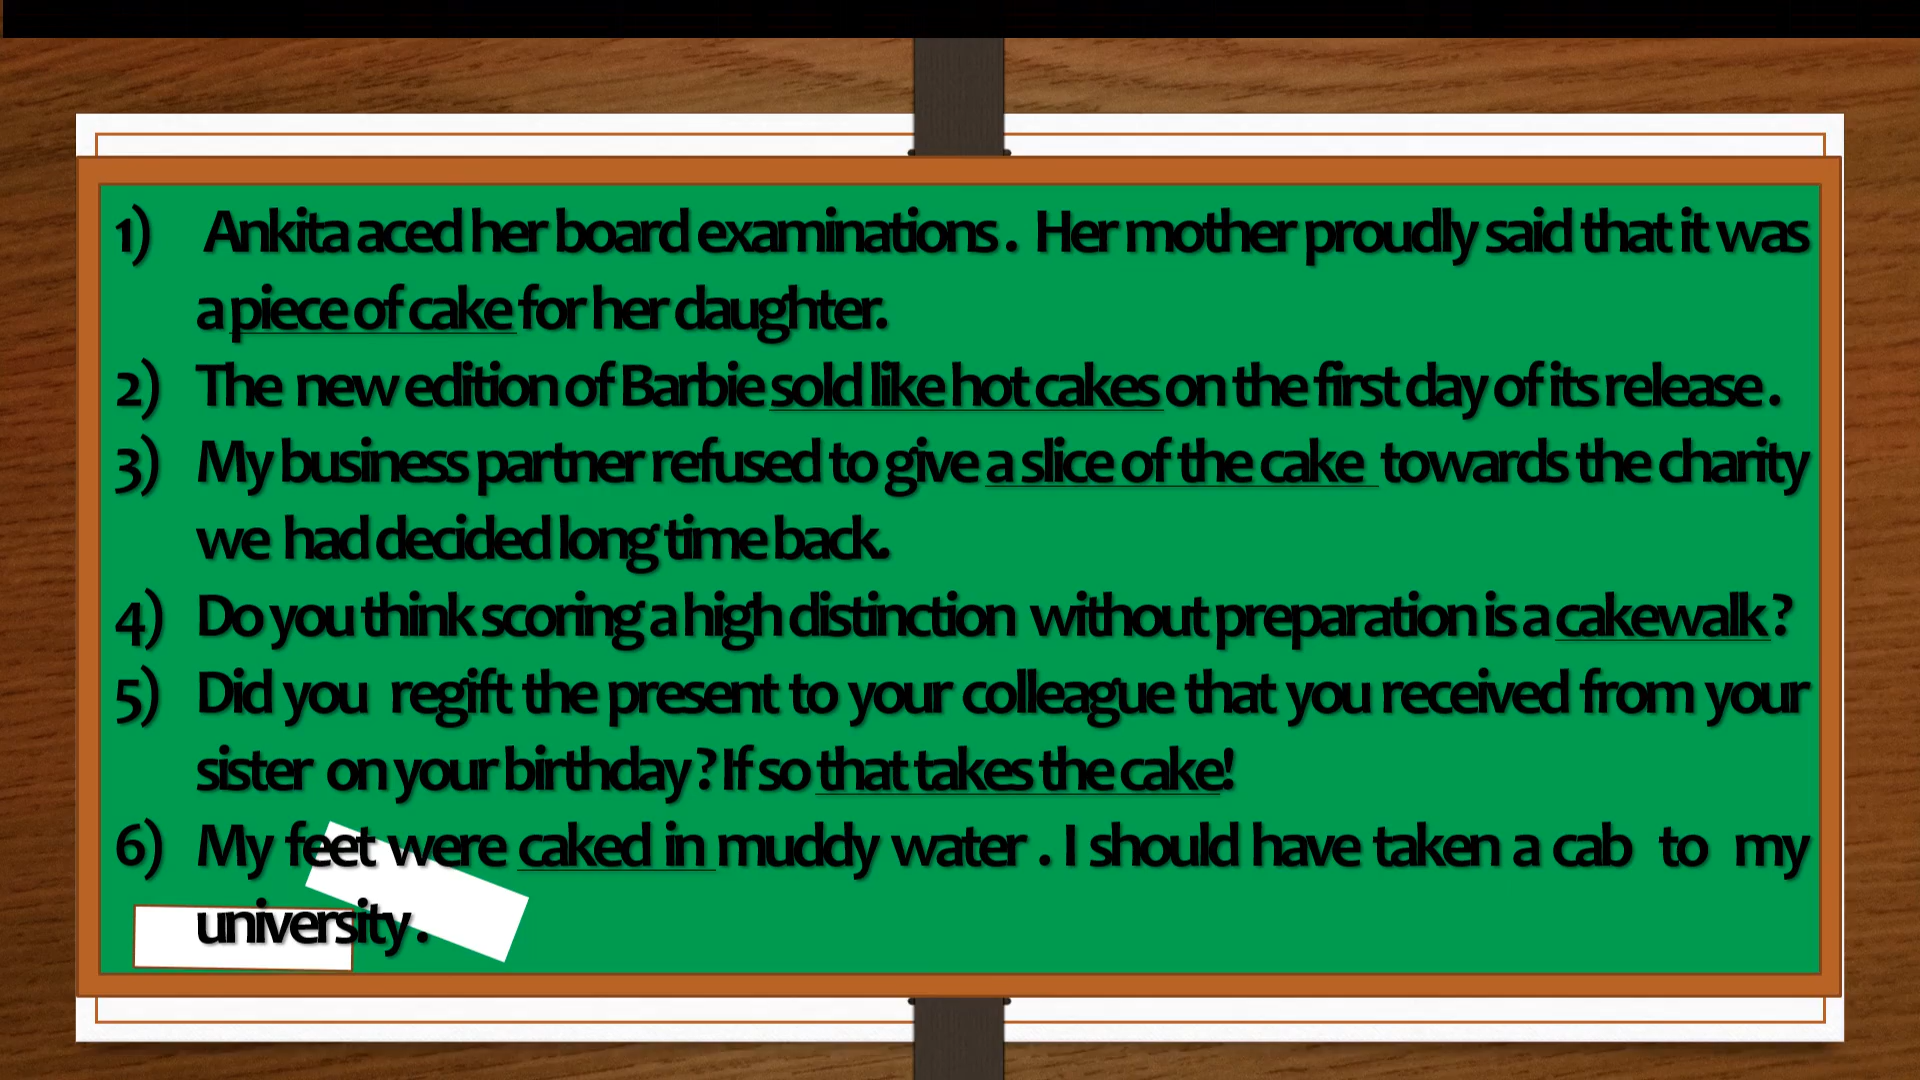 1) Ankita aced her board examinations . Her mother proudly said that it was
a piece of cake for her daughter.
2) The new edition of Barbie sold like hot cakes on the first day of its release .
3) My business partner refused to give a slice of the cake towards the charity
we had decided long time back.
4) Do you think scoring a high distinction without preparation is a cakewalk ?
5) Did you regift the present to your colleague that you received from your
sister on your birthday ? If so that takes the cake!
6) My feet were caked in muddy water . I should have taken a cab to my
university .